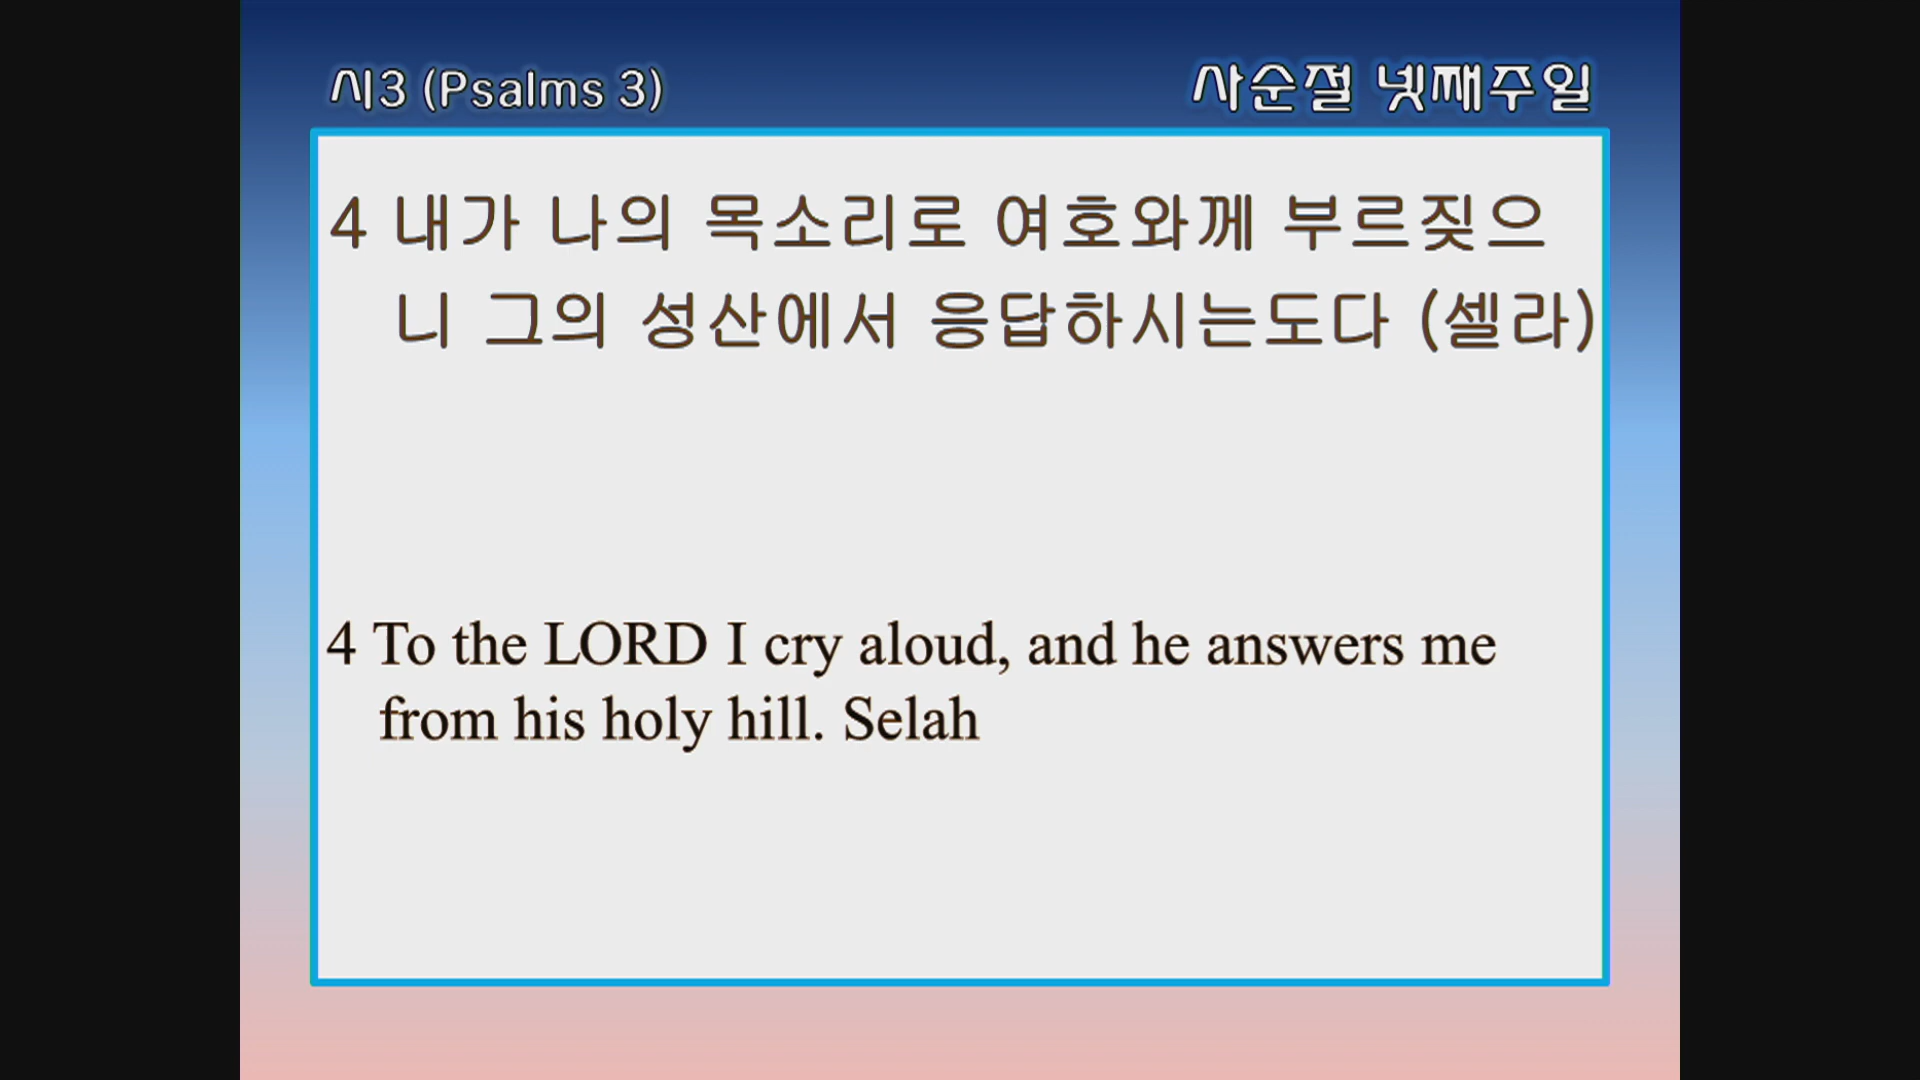 시3 (Psalms 3)
사순절 넷째주일
4 내가 나의 목소리로 여호와께 부르짖으
니 그의 성산에서 응답하시는도다 (셀라)
4 To the LORD I cry aloud, and he answers me
from his holy hill. Selah